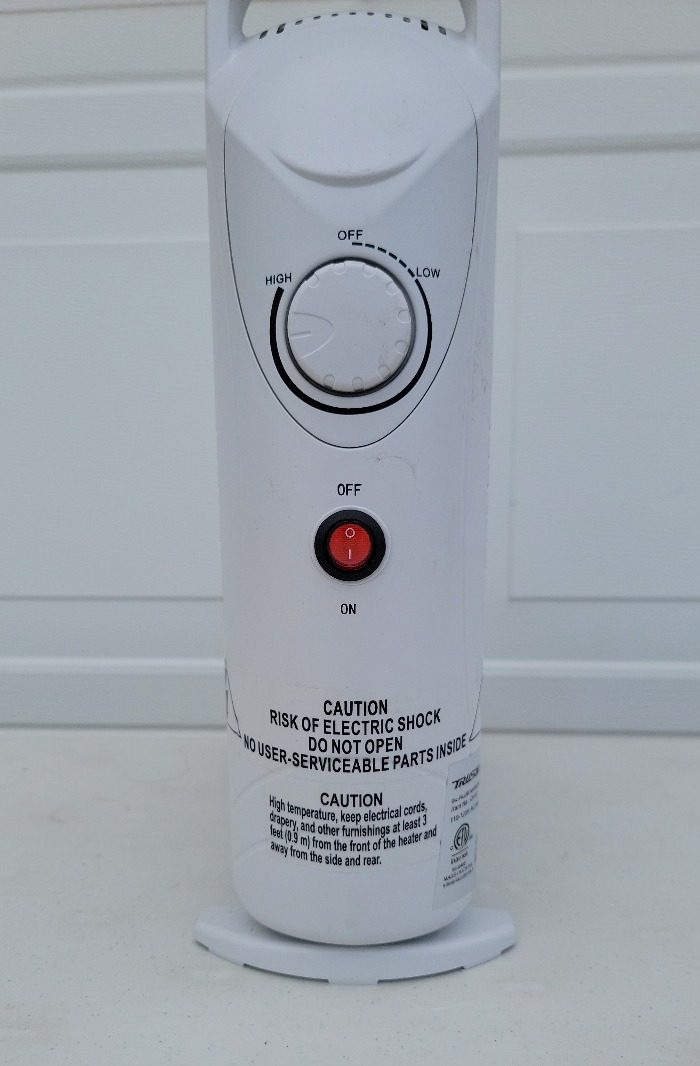 OFF
LOW
HIGH
OFF
O
I
ON
CAUTION
RISK OF ELECTRIC SHOCK
DO NOT OPEN
NO USER-SERVICEABLE PARTS INSIDE
CAUTION
High temperature, keep electrical cords,
drapery, and other furnishings at least 3
feet (0.9 m) from the front of the heater and
away from the side and rear.